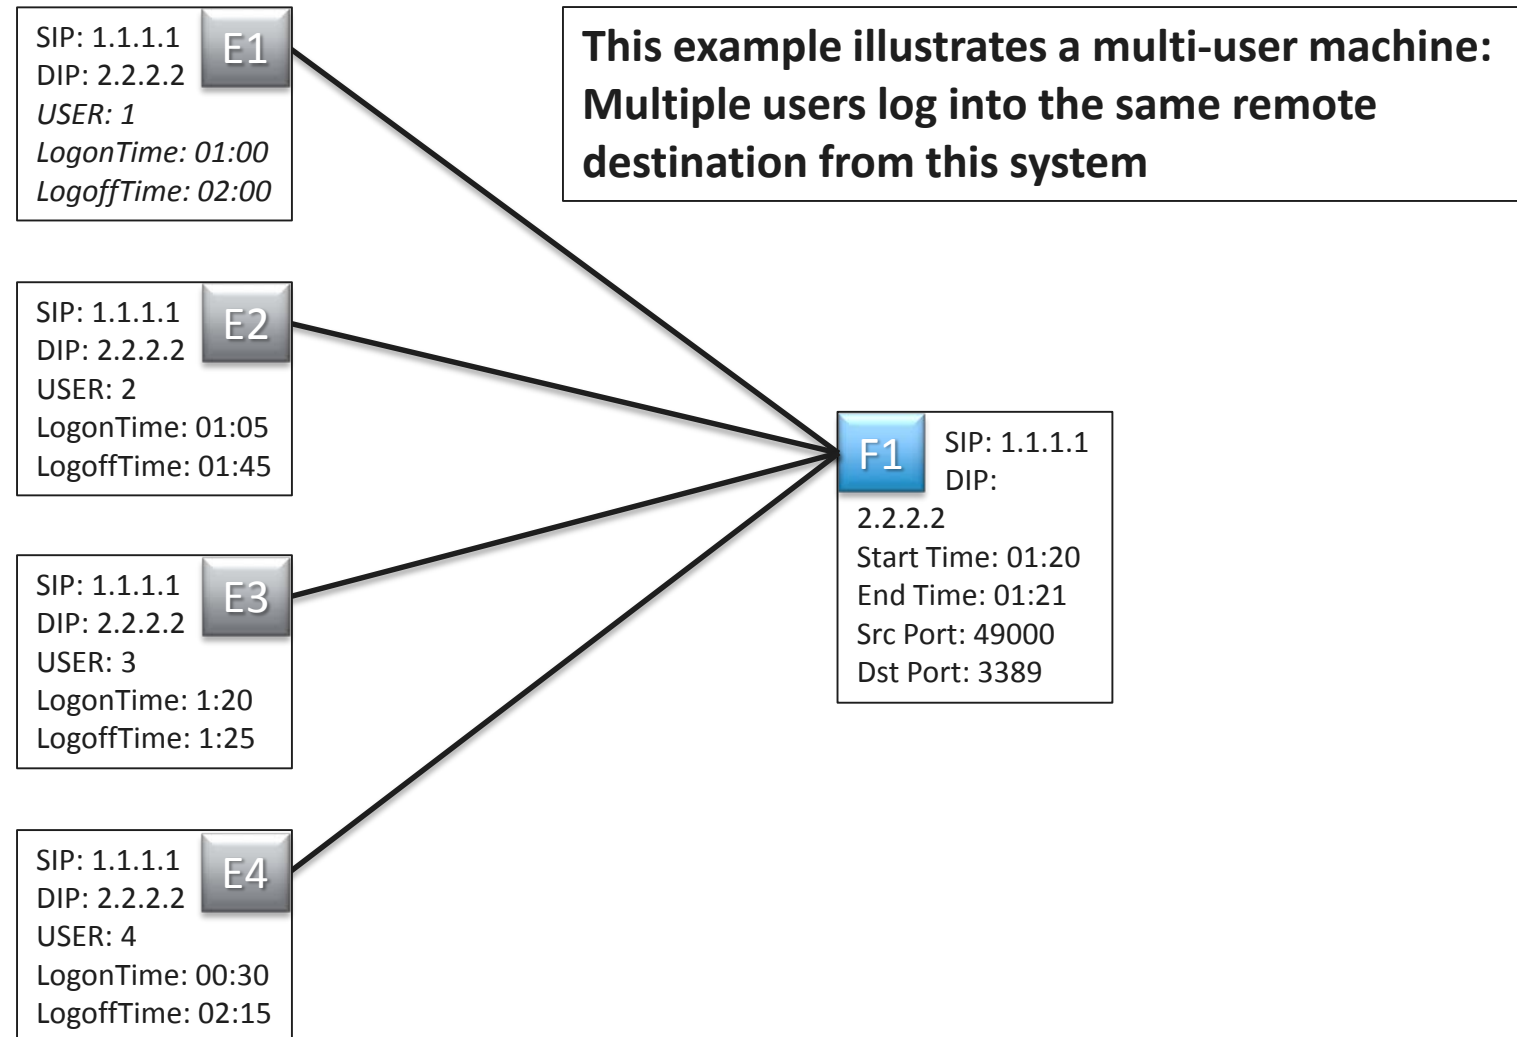 SIP: 1.1.1.1
E1
DIP: 2.2.2.2
USER: 1
LogonTime: 01:00
LogoffTime: 02:00
This example illustrates a multi-user machine:
Multiple users log into the same remote
destination from this system
SIP: 1.1.1.1
E2
DIP: 2.2.2.2
USER: 2
LogonTime: 01:05
LogoffTime: 01:45
F1
SIP: 1.1.1.1
DIP:
2.2.2.2
Start Time: 01:20
End Time: 01:21
Src Port: 49000
Dst Port: 3389
SIP: 1.1.1.1
E3
DIP: 2.2.2.2
USER: 3
LogonTime: 1:20
LogoffTime: 1:25
SIP: 1.1.1.1
E4
DIP: 2.2.2.2
USER: 4
LogonTime: 00:30
LogoffTime: 02:15